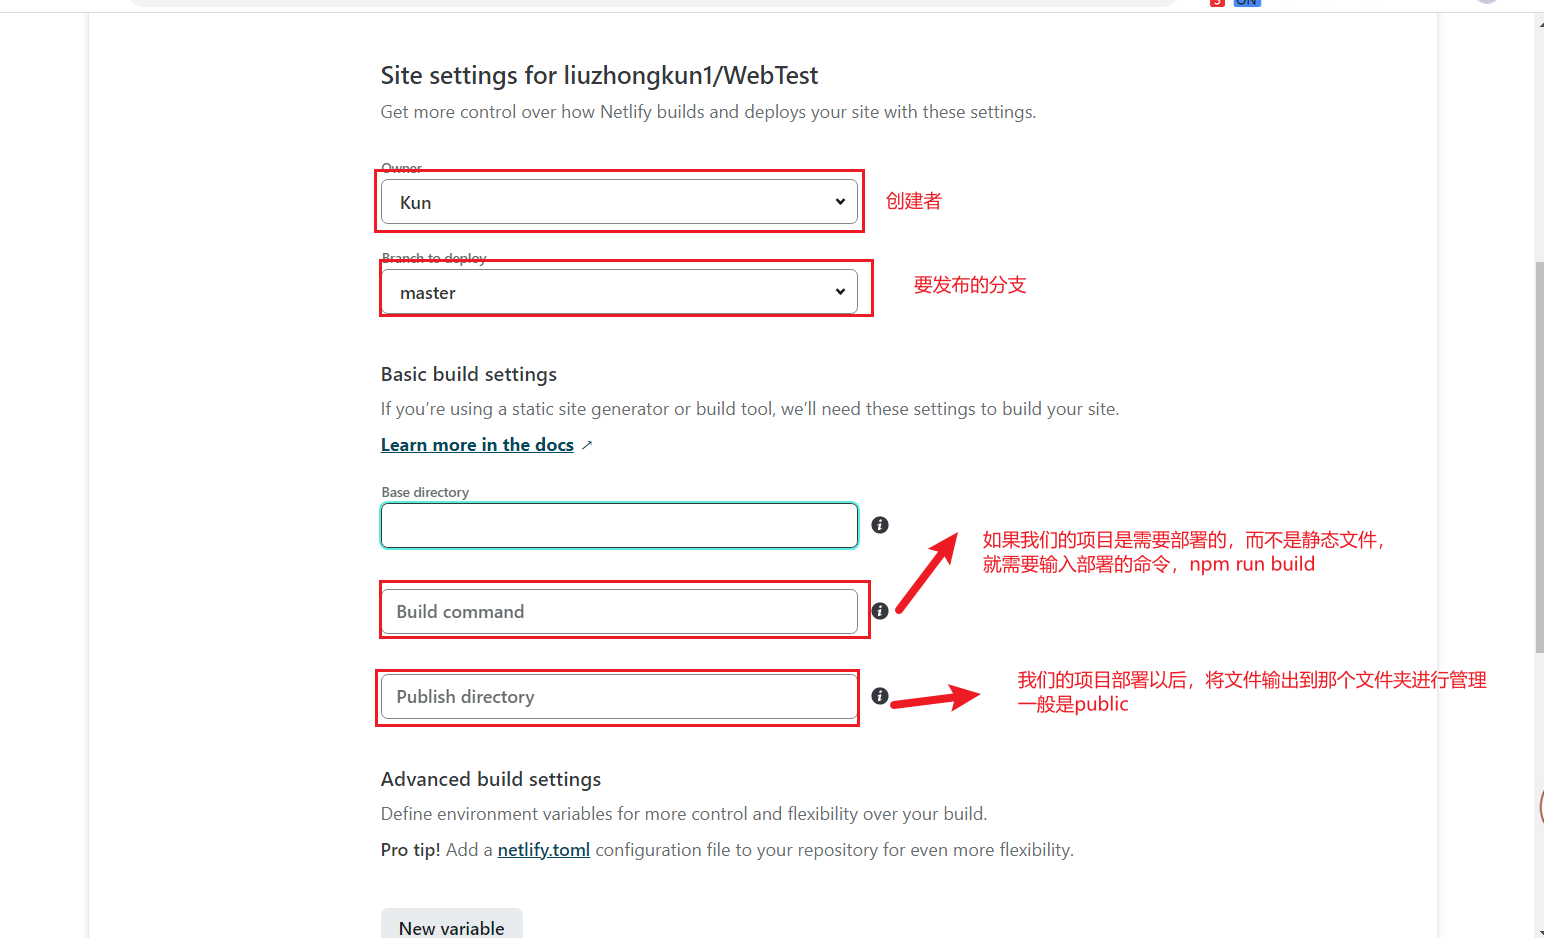 Site settings for liuzhongkun1/WebTest
Get more control over how Netlify builds and deploys your site with these settings.
Owner
Kun
创建者
Branch to deploy
master
要发布的分支
Basic build settings
If you’re using a static site generator or build tool, we’ll need these settings to build your site.
Learn more in the docs ↗
Base directory
如果我们的项目是需要部署的，而不是静态文件，
就需要输入部署的命令，npm run build
Build command
我们的项目部署以后，将文件输出到那个文件夹进行管理
一般是public
Publish directory
Advanced build settings
Define environment variables for more control and flexibility over your build.
Pro tip! Add a netlify.toml configuration file to your repository for even more flexibility.
New variable